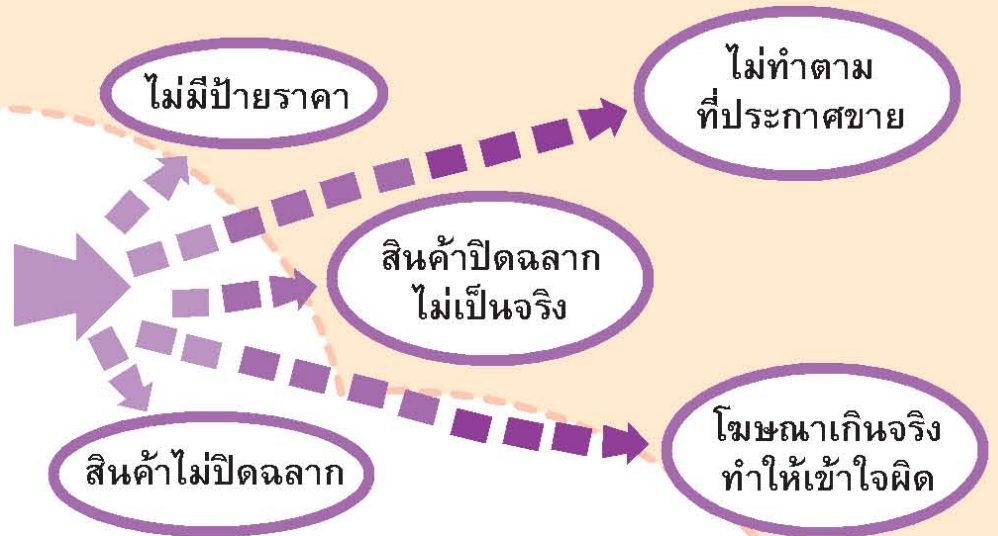 ไม่มีป้ายราคา
ไม่ทำตาม
ที่ประกาศขาย
สินค้าปิดฉลาก
ไม่เป็นจริง
สินค้าไม่ปิดฉลาก
โฆษณาเกินจริง
ทำให้เข้าใจผิด